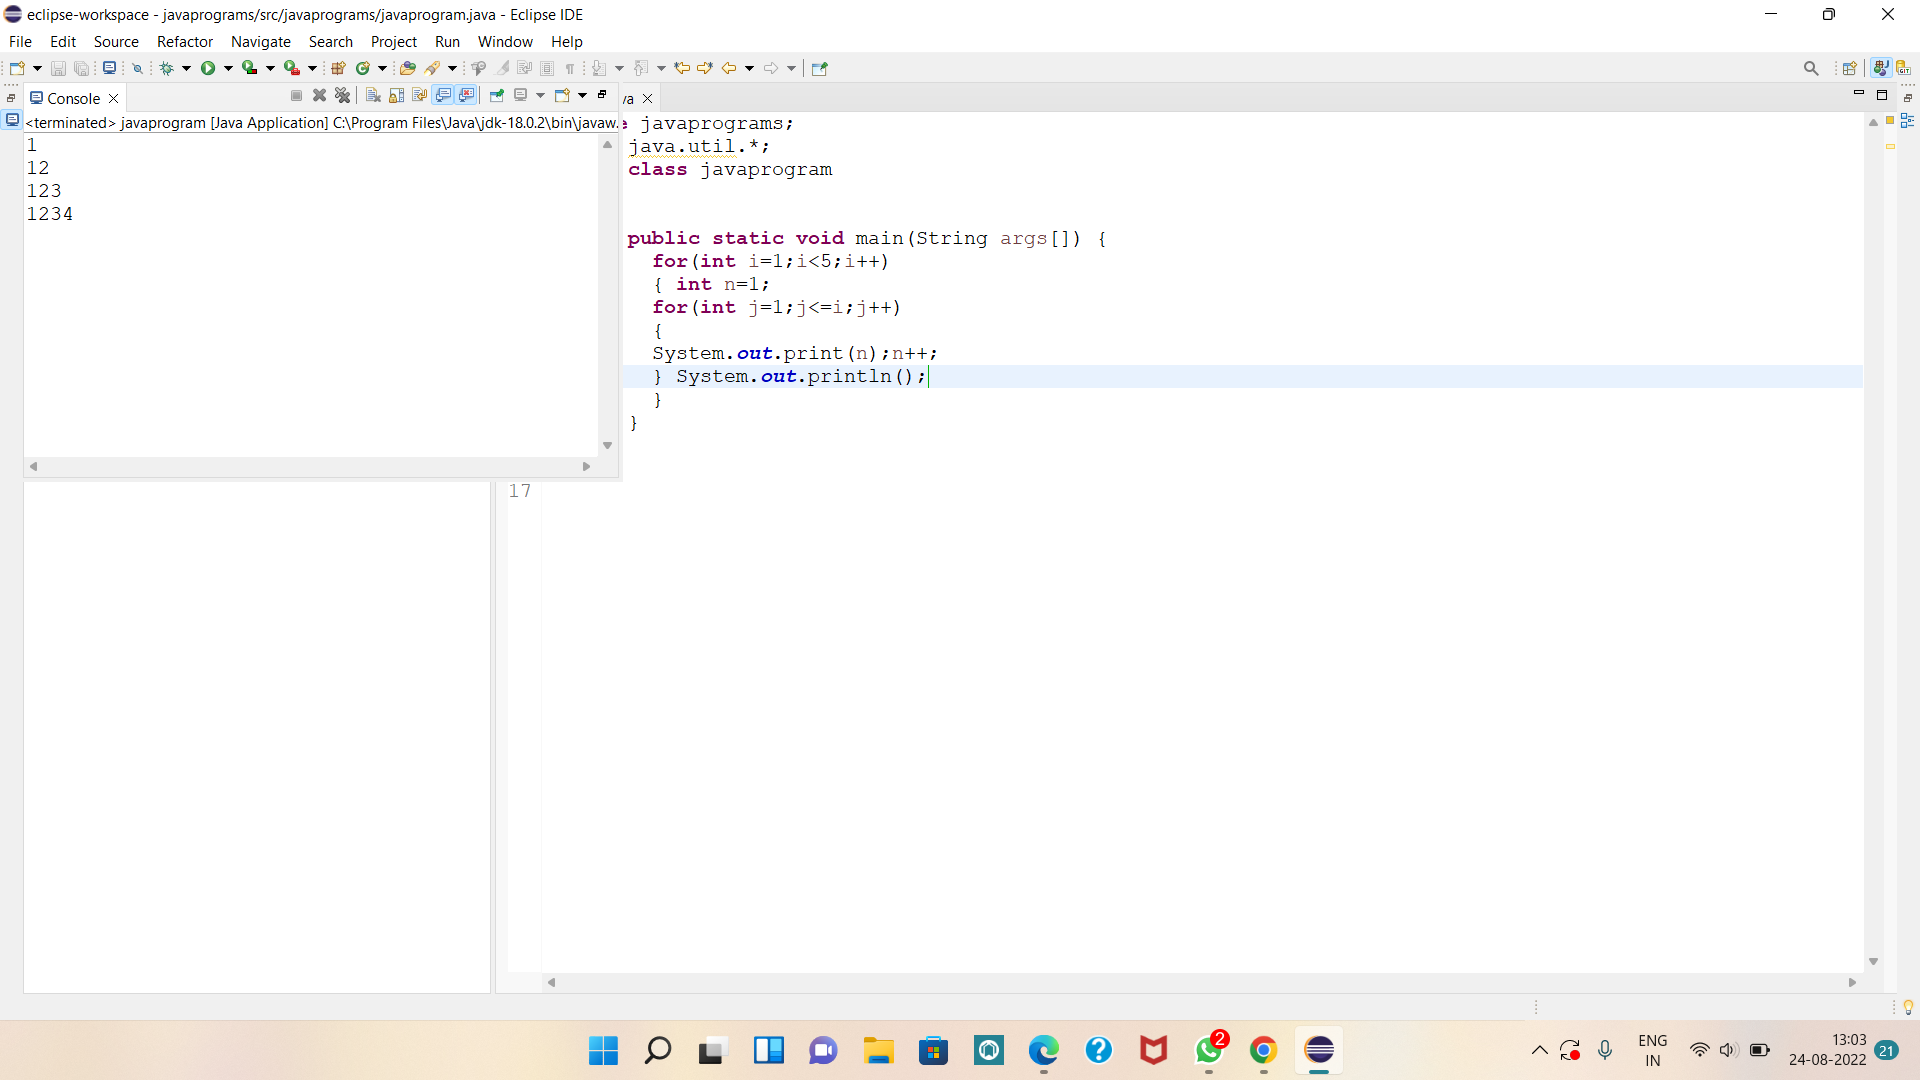 eclipse-workspace - javaprograms/src/javaprograms/javaprogram.java - Eclipse IDE
File Edit Source Refactor Navigate Search Project Run Window Help
Console
va
<terminated> javaprogram [Java Application] C:\Program Files\Java\jdk-18.0.2\bin\javaw.
1
12
123
1234
e javaprograms;
java.util.*;
class javaprogram
public static void main(String args[]) {
for(int i=1;i<5;i++)
{ int n=1;
for(int j=1;j<=i;j++)
{
System.out.print(n);n++;
} System.out.println();
}
}
17
2
ENG
IN
13:03
24-08-2022
21